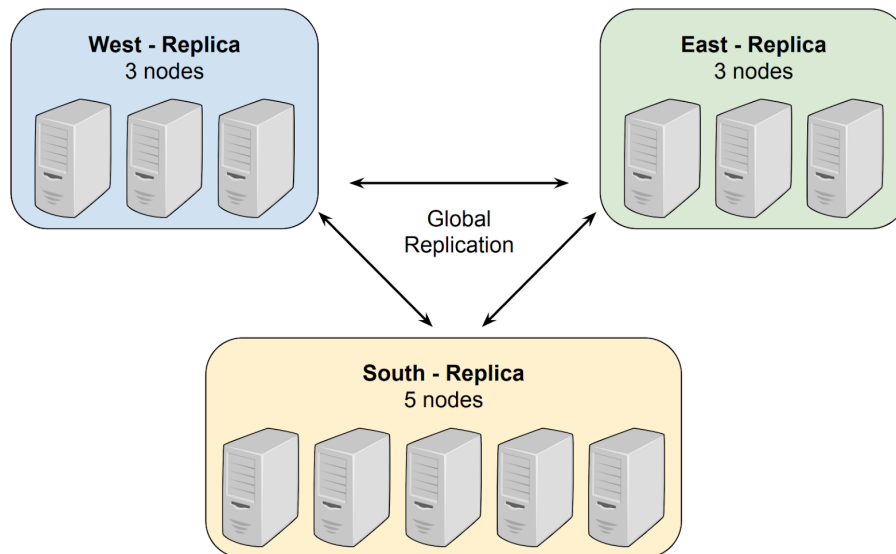 West - Replica
3 nodes
East - Replica
3 nodes
Global
Replication
South - Replica
5 nodes